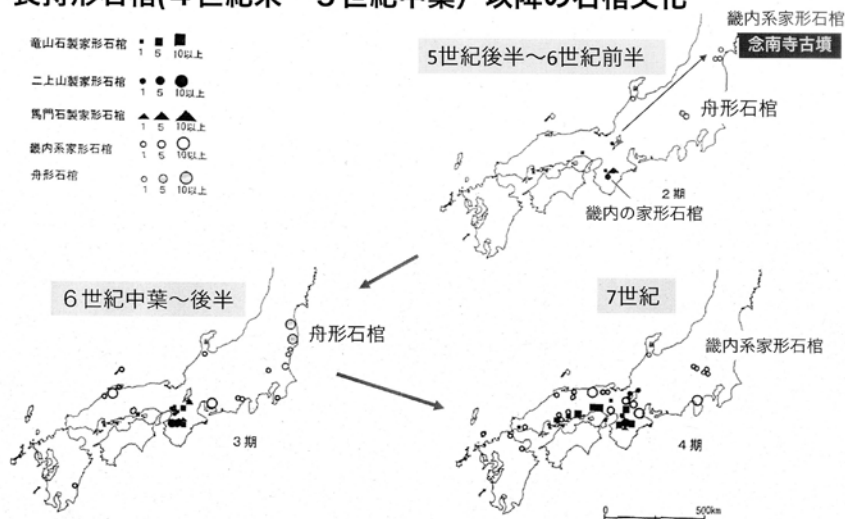 長持形石棺(4世紀末〜5世紀中葉)以降の石棺文化
竜山石製家形石棺
1 5 10以上
二上山製家形石棺
1 5 10以上
馬門石製家形石棺
1 5 10以上
畿内系家形石棺
1 5 10以上
舟形石棺
1 5 10以上
5世紀後半〜6世紀前半
畿内系家形石棺
念南寺古墳
舟形石棺
2期
畿内の家形石棺
6世紀中葉〜後半
舟形石棺
3期
7世紀
畿内系家形石棺
4期
0 500km